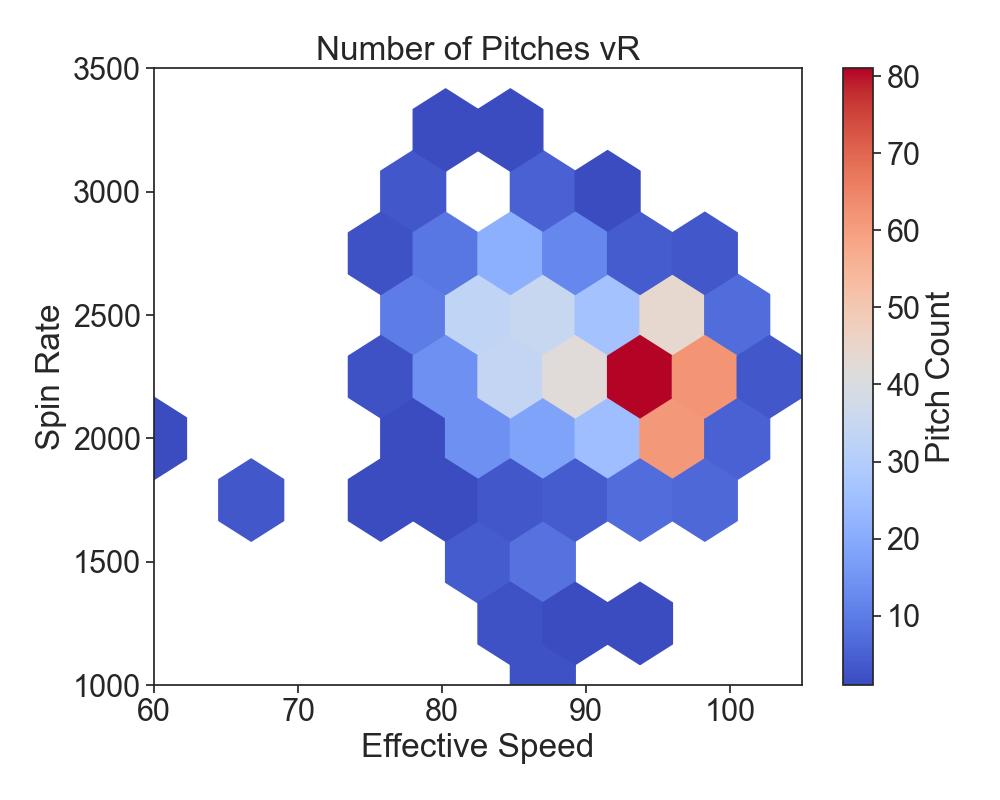 Number of Pitches vR
3500
3000
2500
2000
1500
1000
Spin Rate
60 70 80 90 100
Effective Speed
80
70
60
50
40
30
20
10
Pitch Count